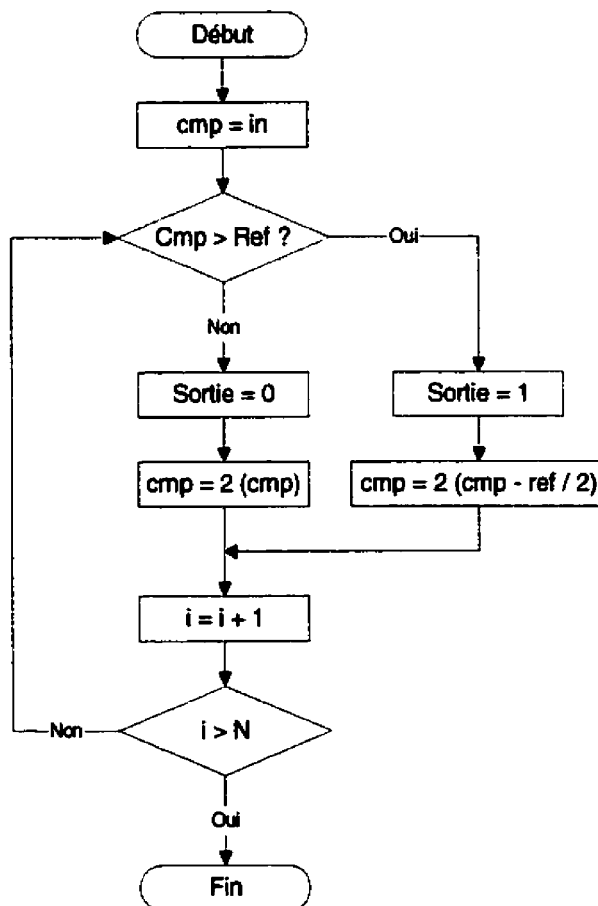 Début
cmp = in
Cmp > Ref ?
Oui
Non
Sortie = 0
Sortie = 1
cmp = 2 (cmp)
cmp = 2 (cmp - ref / 2)
i = i + 1
i > N
Non
Oui
Fin